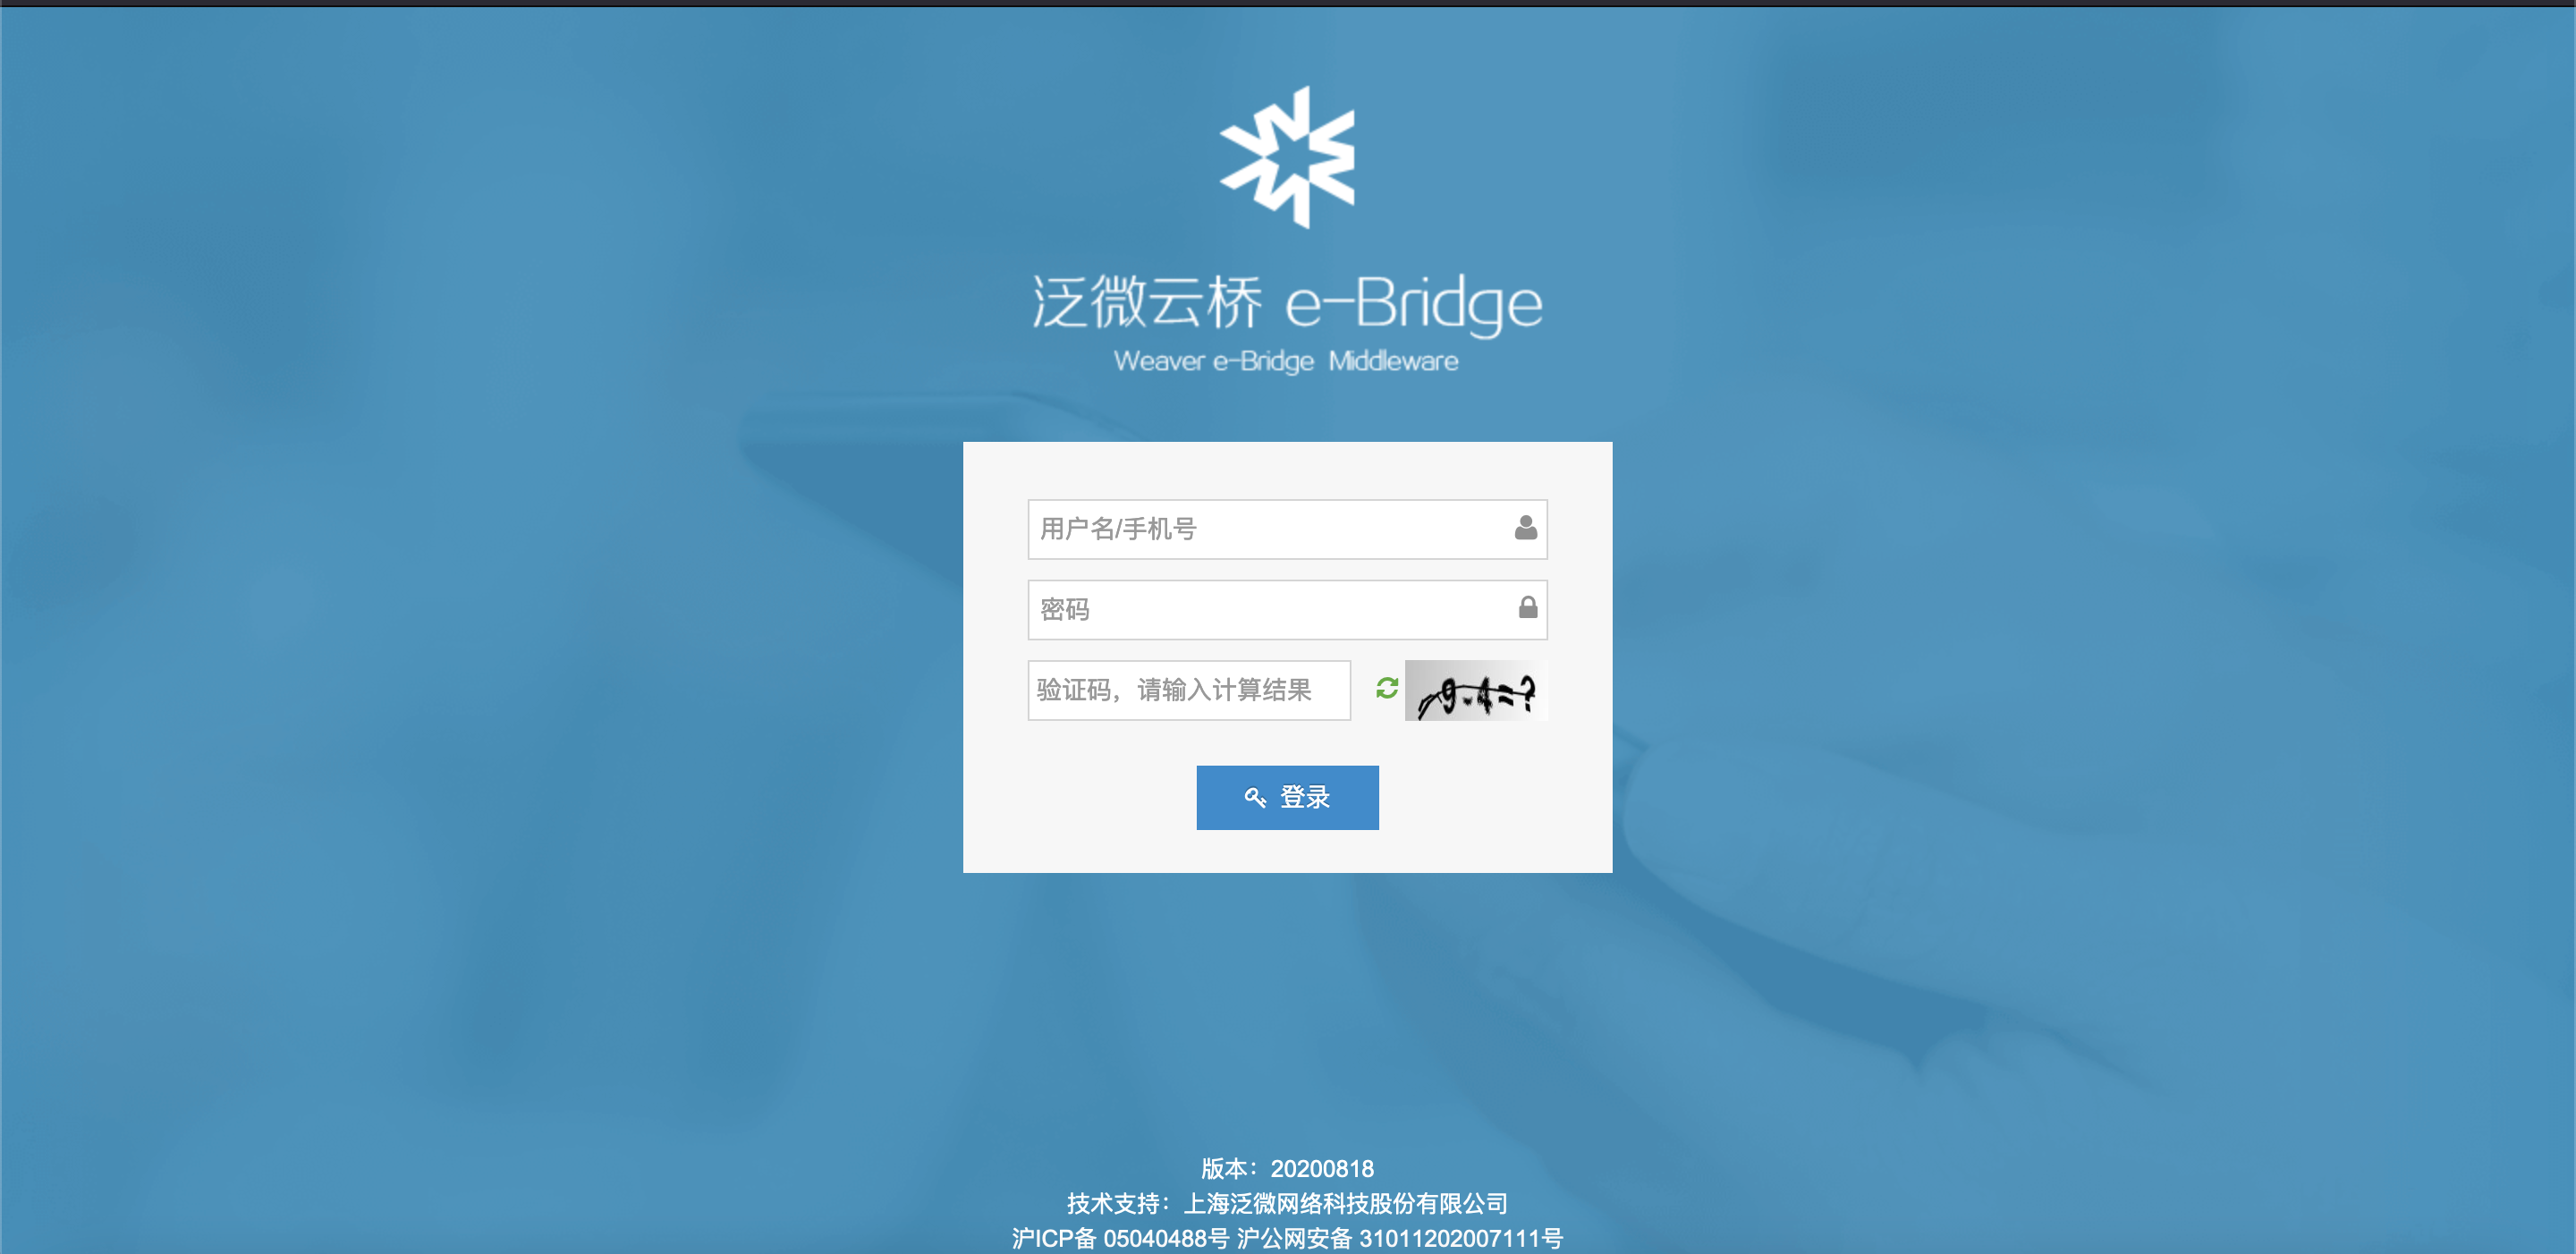 泛微云桥 e-Bridge
Weaver e-Bridge Middleware
用户名/手机号
密码
验证码，请输入计算结果
9-4=?
登录
版本：20200818
技术支持：上海泛微网络科技股份有限公司
沪ICP备 05040488号 沪公网安备 31011202007111号